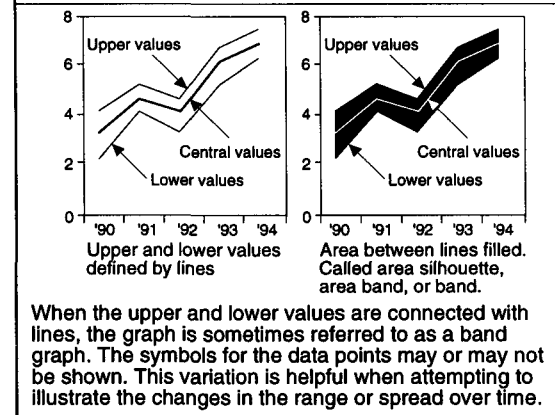 8
6
4
2
0
Upper values
Central values
Lower values
'90 '91 '92 '93 '94
Upper and lower values
defined by lines
8
6
4
2
0
Upper values
Central values
Lower values
'90 '91 '92 '93 '94
Area between lines filled.
Called area silhouette,
area band, or band.
When the upper and lower values are connected with
lines, the graph is sometimes referred to as a band
graph. The symbols for the data points may or may not
be shown. This variation is helpful when attempting to
illustrate the changes in the range or spread over time.